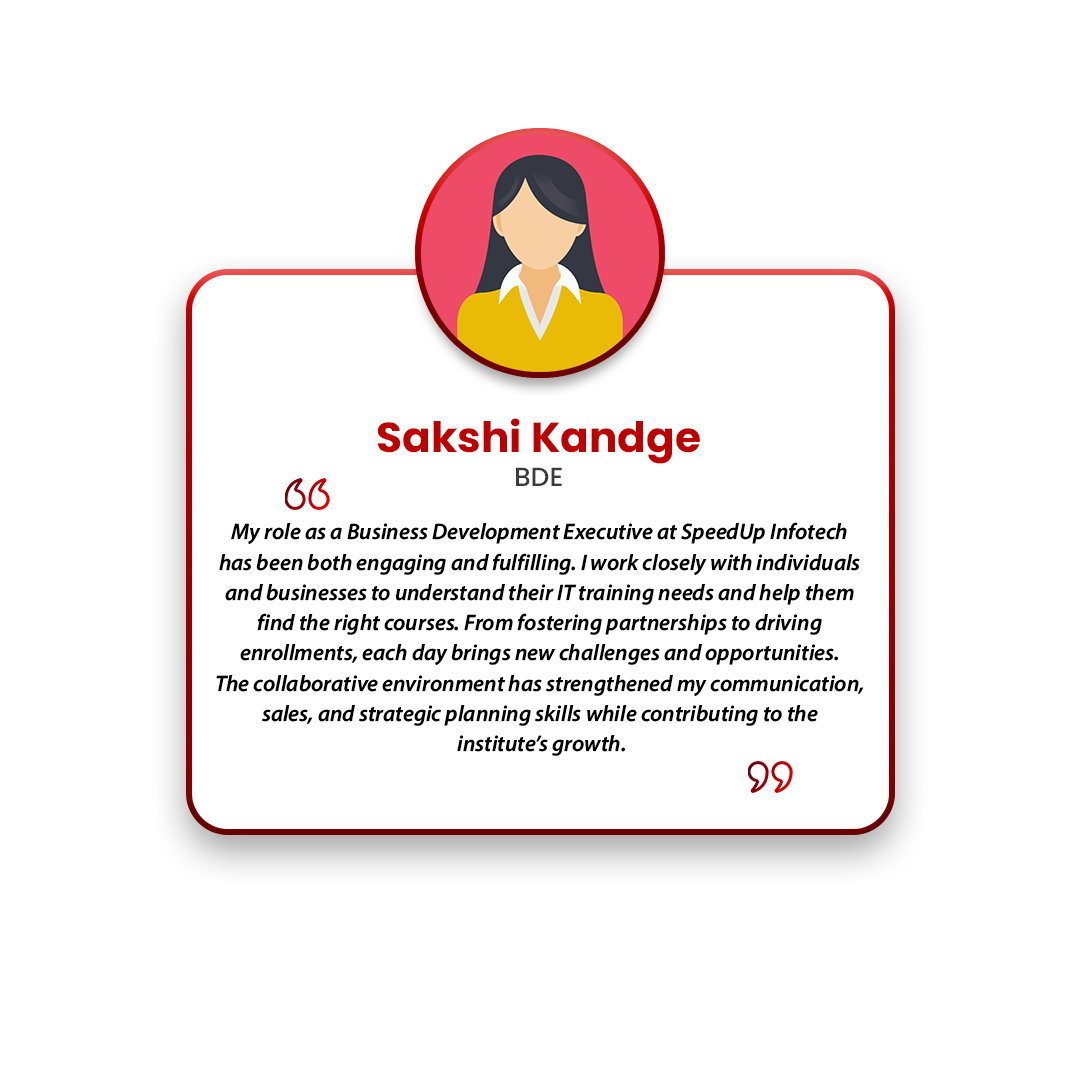 Sakshi Kandge
BDE
“
My role as a Business Development Executive at SpeedUp Infotech
has been both engaging and fulfilling. I work closely with individuals
and businesses to understand their IT training needs and help them
find the right courses. From fostering partnerships to driving
enrollments, each day brings new challenges and opportunities.
The collaborative environment has strengthened my communication,
sales, and strategic planning skills while contributing to the
institute’s growth.
”